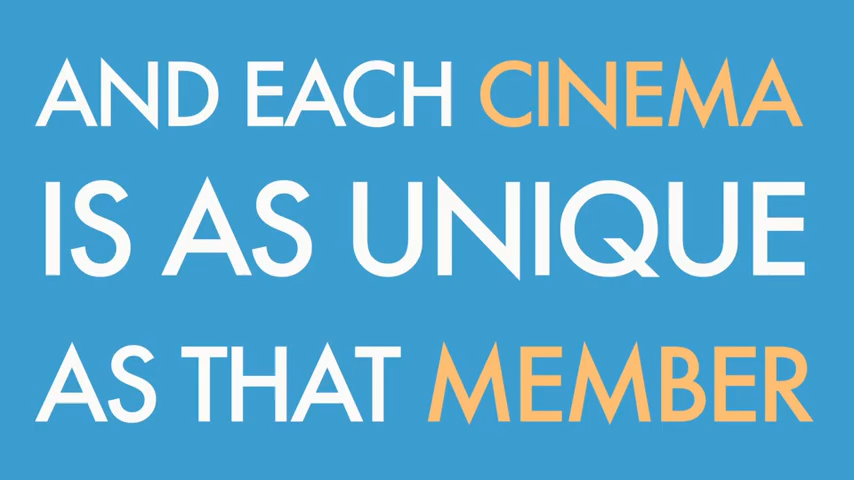 AND EACH CINEMA
IS AS UNIQUE
AS THAT MEMBER